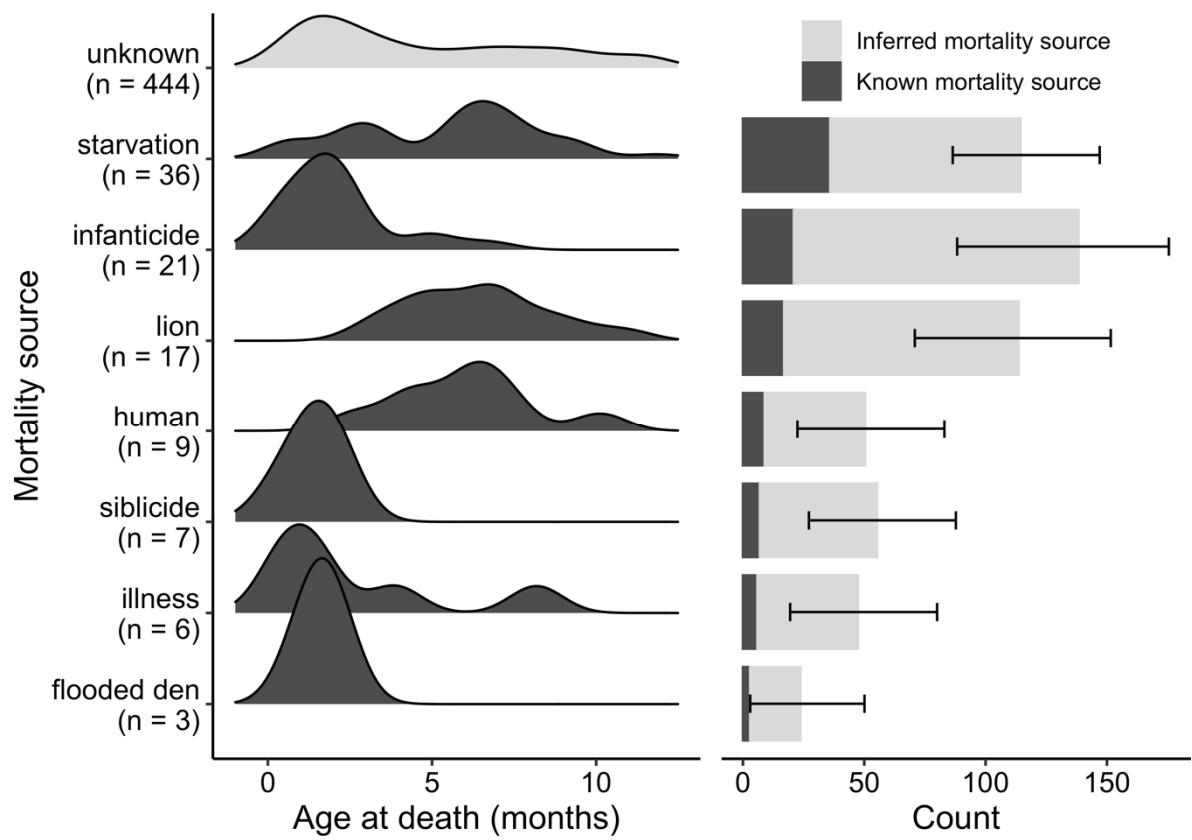 Mortality source
unknown
(n = 444)
starvation
(n = 36)
infanticide
(n = 21)
lion
(n = 17)
human
(n = 9)
siblicide
(n = 7)
illness
(n = 6)
flooded den
(n = 3)
0 5 10
Age at death (months)
Inferred mortality source
Known mortality source
0 50 100 150
Count